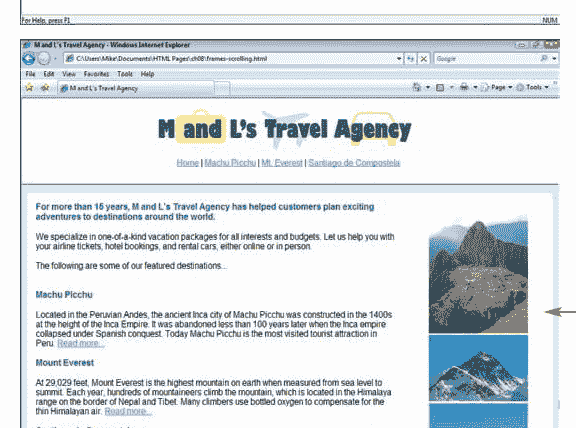 For Help, press F1
NUM
M and L's Travel Agency - Windows Internet Explorer
C:\Users\Mike\Documents\HTML Pages\ch08\frames-scrolling.html
Google
File Edit View Favorites Tools Help
M and L's Travel Agency
Page Tools
M and L's Travel Agency
Home | Machu Picchu | Mt. Everest | Santiago de Compostela
For more than 15 years, M and L's Travel Agency has helped customers plan exciting
adventures to destinations around the world.
We specialize in one-of-a-kind vacation packages for all interests and budgets. Let us help you with
your airline tickets, hotel bookings, and rental cars, either online or in person.
The following are some of our featured destinations...
Machu Picchu
Located in the Peruvian Andes, the ancient Inca city of Machu Picchu was constructed in the 1400s
at the height of the Inca Empire. It was abandoned less than 100 years later when the Inca empire
collapsed under Spanish conquest. Today Machu Picchu is the most visited tourist attraction in
Peru. Read more...
Mount Everest
At 29,029 feet, Mount Everest is the highest mountain on earth when measured from sea level to
summit. Each year, hundreds of mountaineers climb the mountain, which is located in the Himalaya
range on the border of Nepal and Tibet. Many climbers use bottled oxygen to compensate for the
thin Himalayan air. Read more...